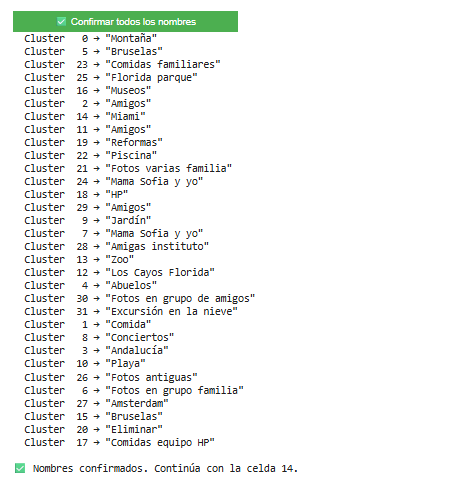 ✅ Confirmar todos los nombres
Cluster 0 → "Montaña"
Cluster 5 → "Bruselas"
Cluster 23 → "Comidas familiares"
Cluster 25 → "Florida parque"
Cluster 16 → "Museos"
Cluster 2 → "Amigos"
Cluster 14 → "Miami"
Cluster 11 → "Amigos"
Cluster 19 → "Reformas"
Cluster 22 → "Piscina"
Cluster 21 → "Fotos varias familia"
Cluster 24 → "Mama Sofia y yo"
Cluster 18 → "HP"
Cluster 29 → "Amigos"
Cluster 9 → "Jardín"
Cluster 7 → "Mama Sofia y yo"
Cluster 28 → "Amigas instituto"
Cluster 13 → "Zoo"
Cluster 12 → "Los Cayos Florida"
Cluster 4 → "Abuelos"
Cluster 30 → "Fotos en grupo de amigos"
Cluster 31 → "Excursión en la nieve"
Cluster 1 → "Comida"
Cluster 8 → "Conciertos"
Cluster 3 → "Andalucía"
Cluster 10 → "Playa"
Cluster 26 → "Fotos antiguas"
Cluster 6 → "Fotos en grupo familia"
Cluster 27 → "Amsterdam"
Cluster 15 → "Bruselas"
Cluster 20 → "Eliminar"
Cluster 17 → "Comidas equipo HP"
✅ Nombres confirmados. Continúa con la celda 14.